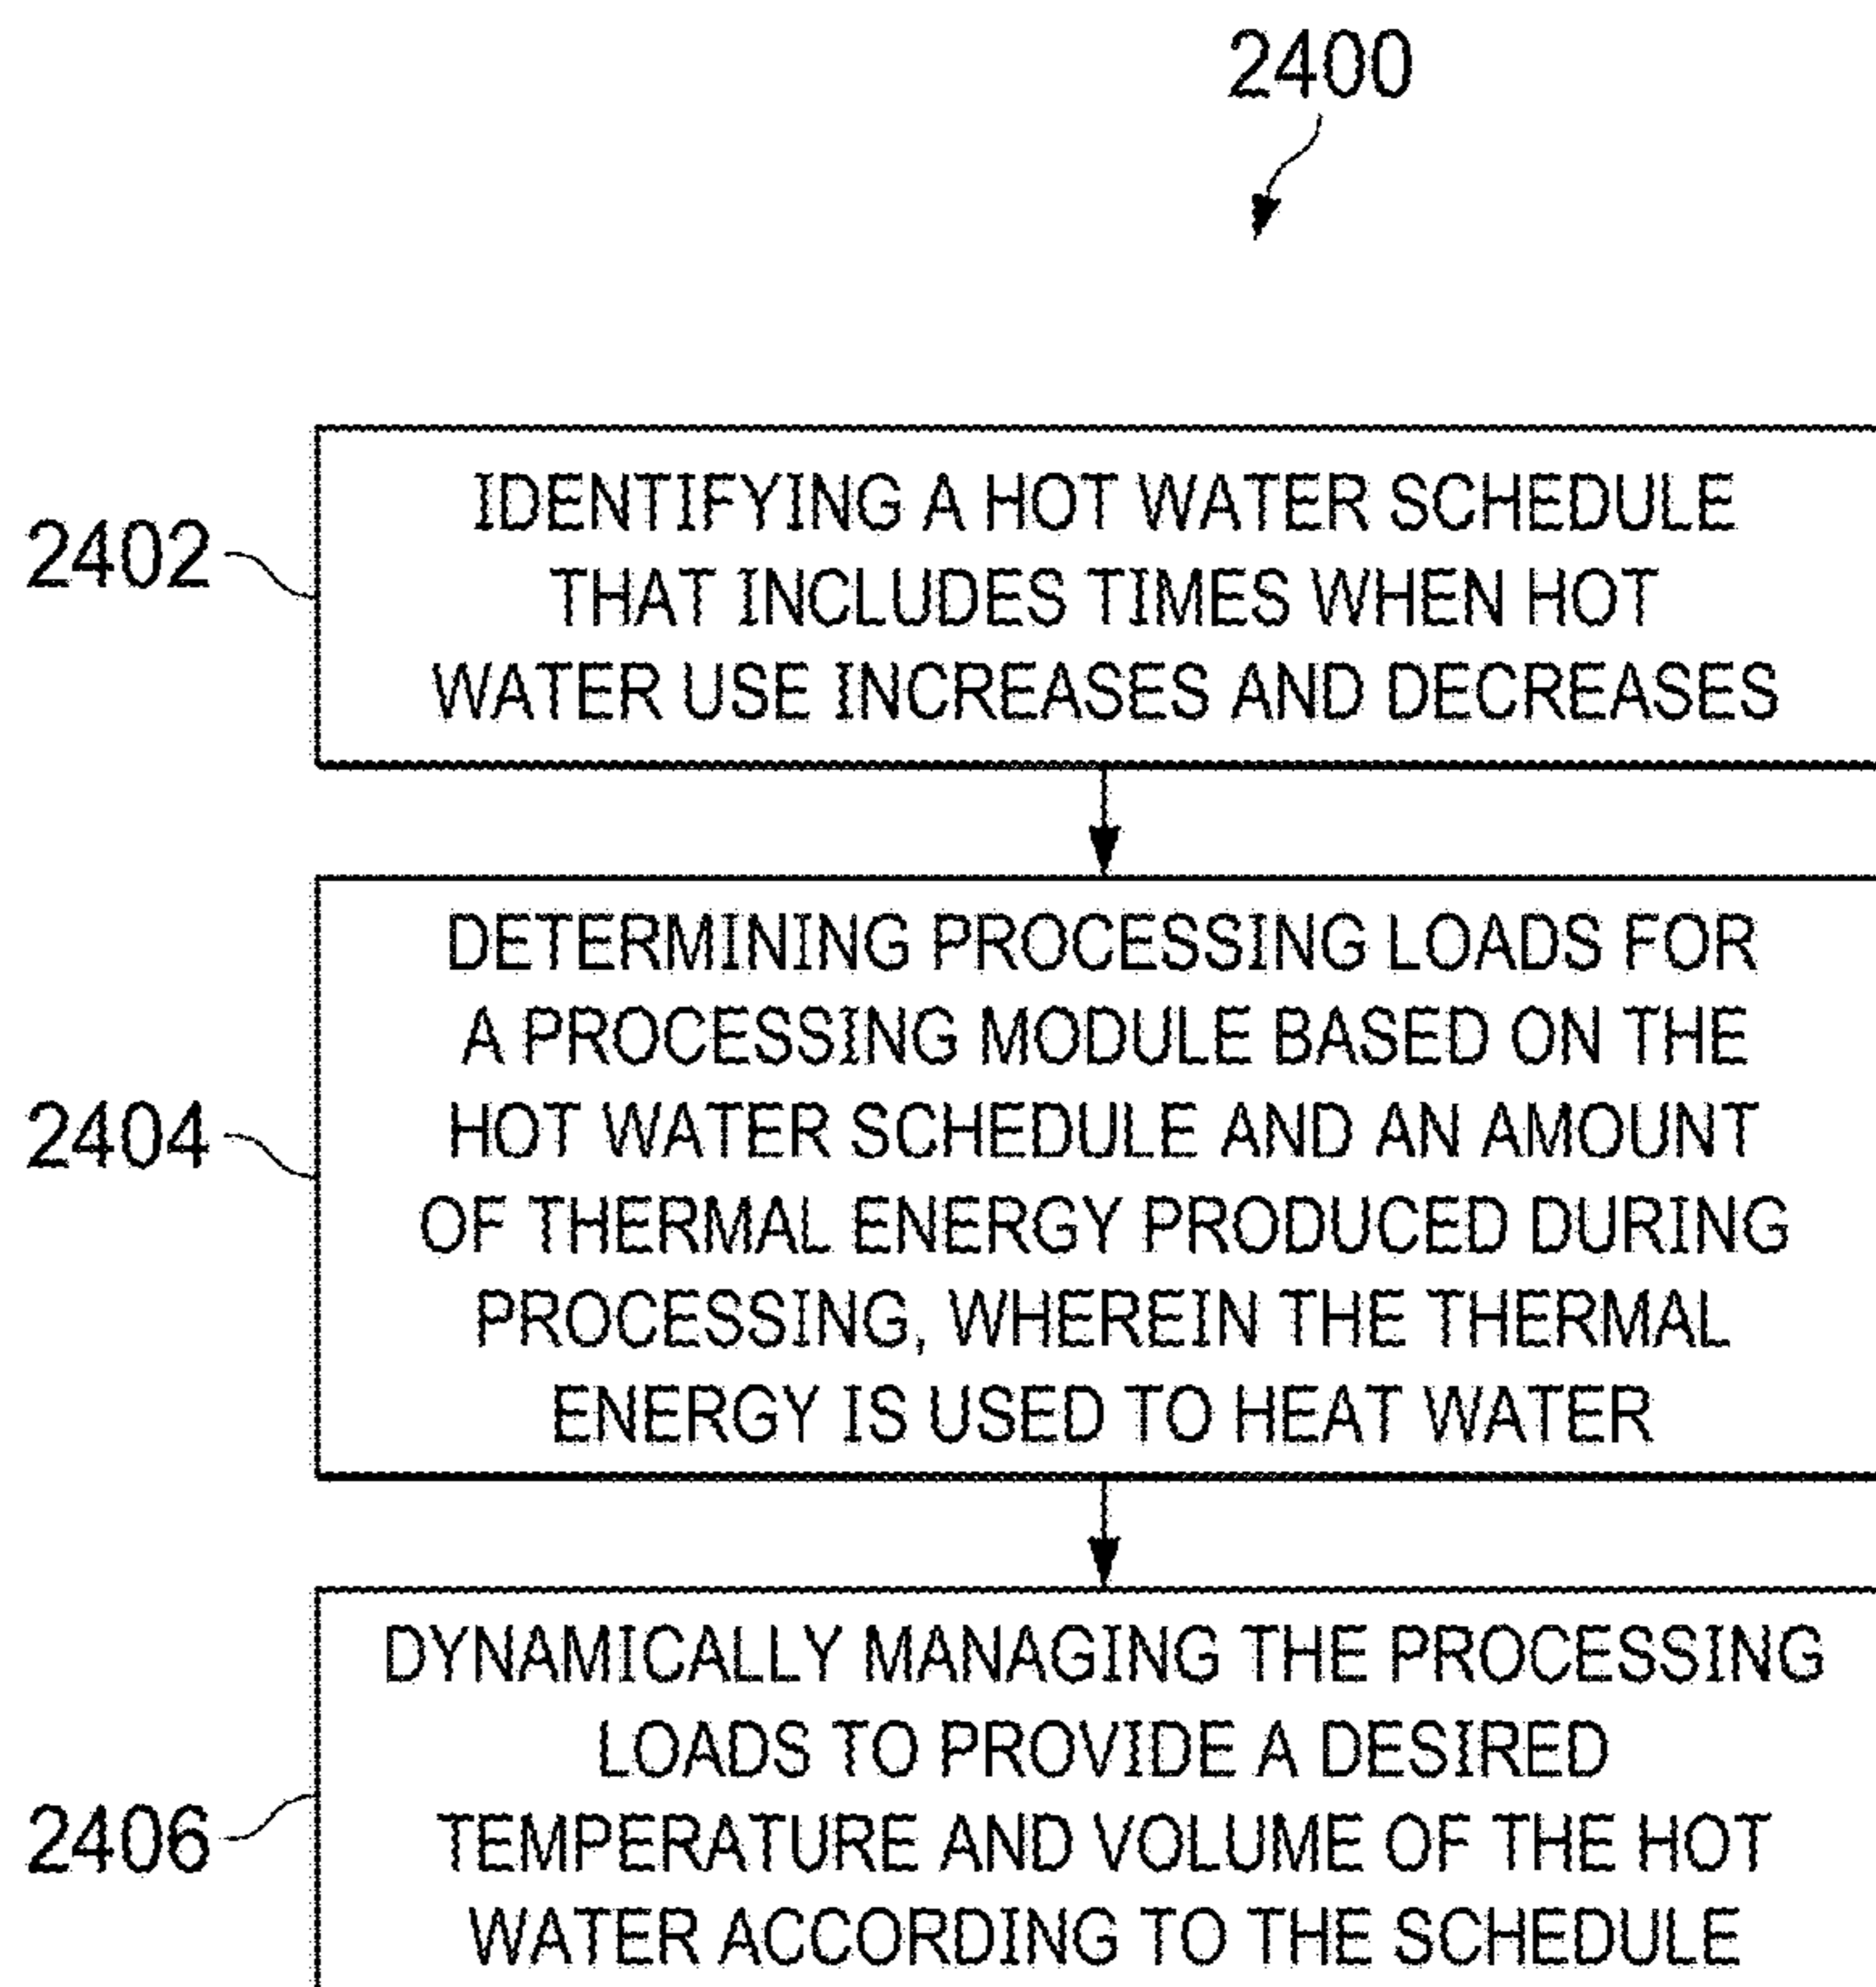 2400
2402
IDENTIFYING A HOT WATER SCHEDULE
THAT INCLUDES TIMES WHEN HOT
WATER USE INCREASES AND DECREASES
2404
DETERMINING PROCESSING LOADS FOR
A PROCESSING MODULE BASED ON THE
HOT WATER SCHEDULE AND AN AMOUNT
OF THERMAL ENERGY PRODUCED DURING
PROCESSING, WHEREIN THE THERMAL
ENERGY IS USED TO HEAT WATER
2406
DYNAMICALLY MANAGING THE PROCESSING
LOADS TO PROVIDE A DESIRED
TEMPERATURE AND VOLUME OF THE HOT
WATER ACCORDING TO THE SCHEDULE